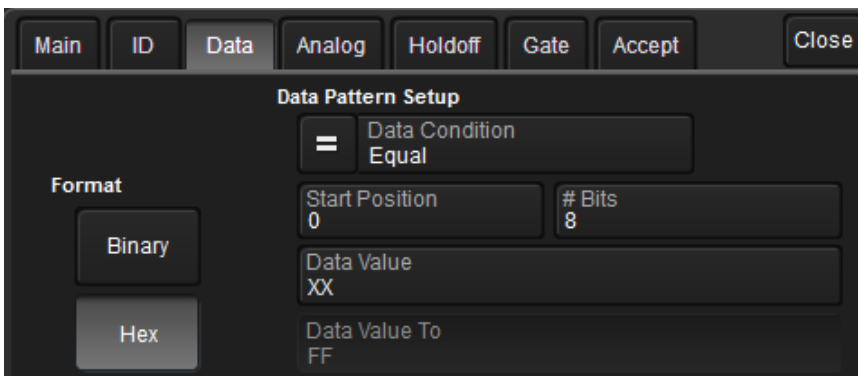 Main ID Data Analog Holdoff Gate Accept Close
Data Pattern Setup
= Data Condition
Equal
Format
Start Position # Bits
0 8
Binary
Data Value
XX
Hex
Data Value To
FF